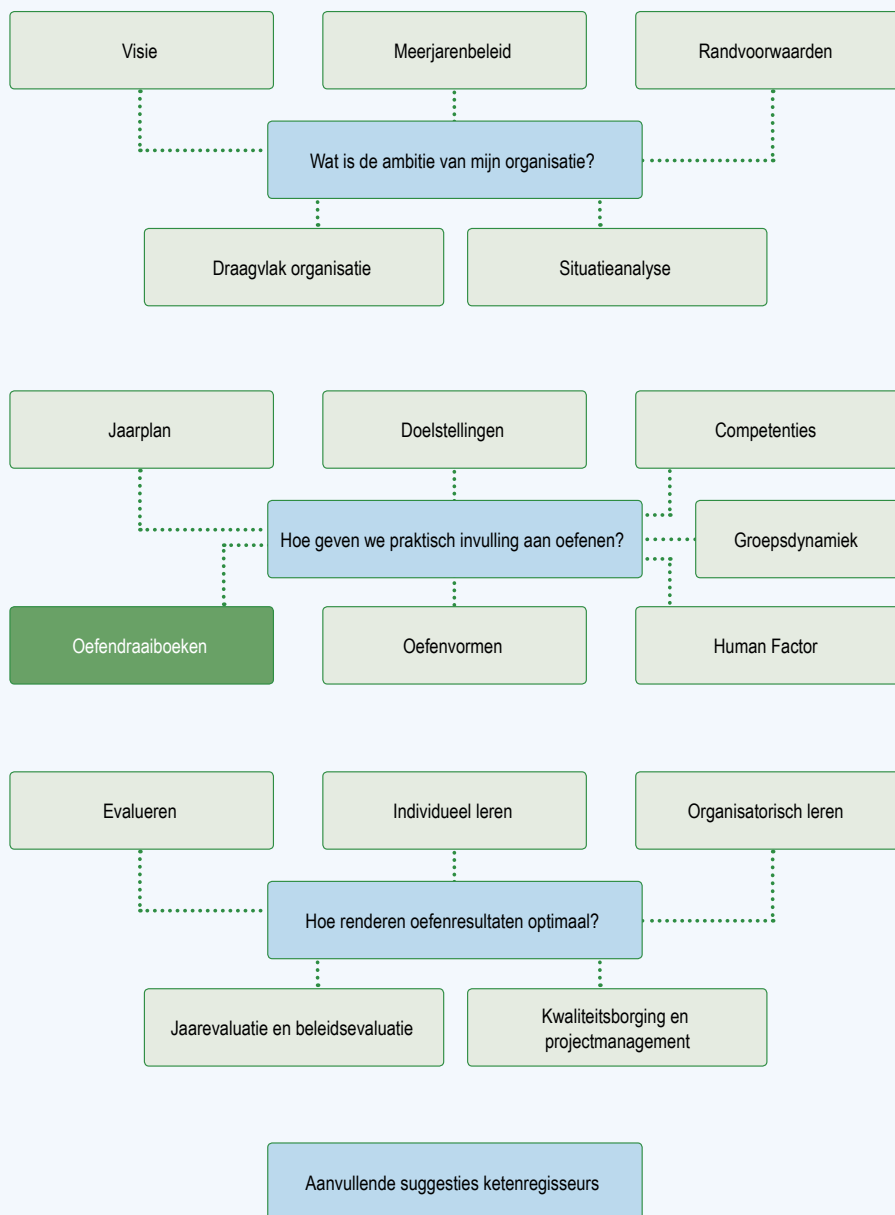 Visie
Meerjarenbeleid
Randvoorwaarden
Wat is de ambitie van mijn organisatie?
Draagvlak organisatie
Situatieanalyse
Jaarplan
Doelstellingen
Competenties
Hoe geven we praktisch invulling aan oefenen?
Groepsdynamiek
Oefendraaiboeken
Oefenvormen
Human Factor
Evalueren
Individueel leren
Organisatorisch leren
Hoe renderen oefenresultaten optimaal?
Jaarevaluatie en beleidsevaluatie
Kwaliteitsborging en
projectmanagement
Aanvullende suggesties ketenregisseurs